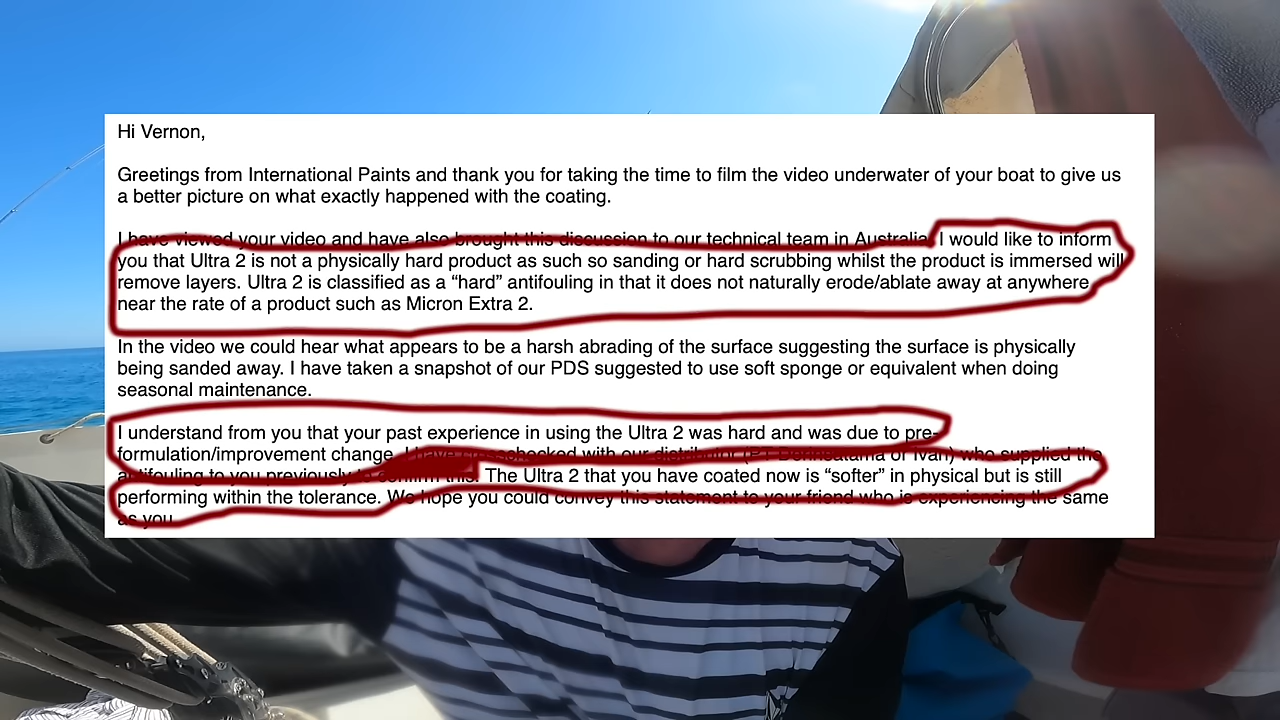 Hi Vernon,
Greetings from International Paints and thank you for taking the time to film the video underwater of your boat to give us
a better picture on what exactly happened with the coating.
I have viewed your video and have also brought this discussion to our technical team in Australia. I would like to inform
you that Ultra 2 is not a physically hard product as such so sanding or hard scrubbing whilst the product is immersed will
remove layers. Ultra 2 is classified as a “hard” antifouling in that it does not naturally erode/ablate away at anywhere
near the rate of a product such as Micron Extra 2.
In the video we could hear what appears to be a harsh abrading of the surface suggesting the surface is physically
being sanded away. I have taken a snapshot of our PDS suggested to use soft sponge or equivalent when doing
seasonal maintenance.
I understand from you that your past experience in using the Ultra 2 was hard and was due to pre-
formulation/improvement change. I have with our distributor of Ivan) who supplied the
antifouling to you previously to confirm this. The Ultra 2 that you have coated now is “softer” in physical but is still
performing within the tolerance. We hope you could convey this statement to your friend who is experiencing the same
as you.